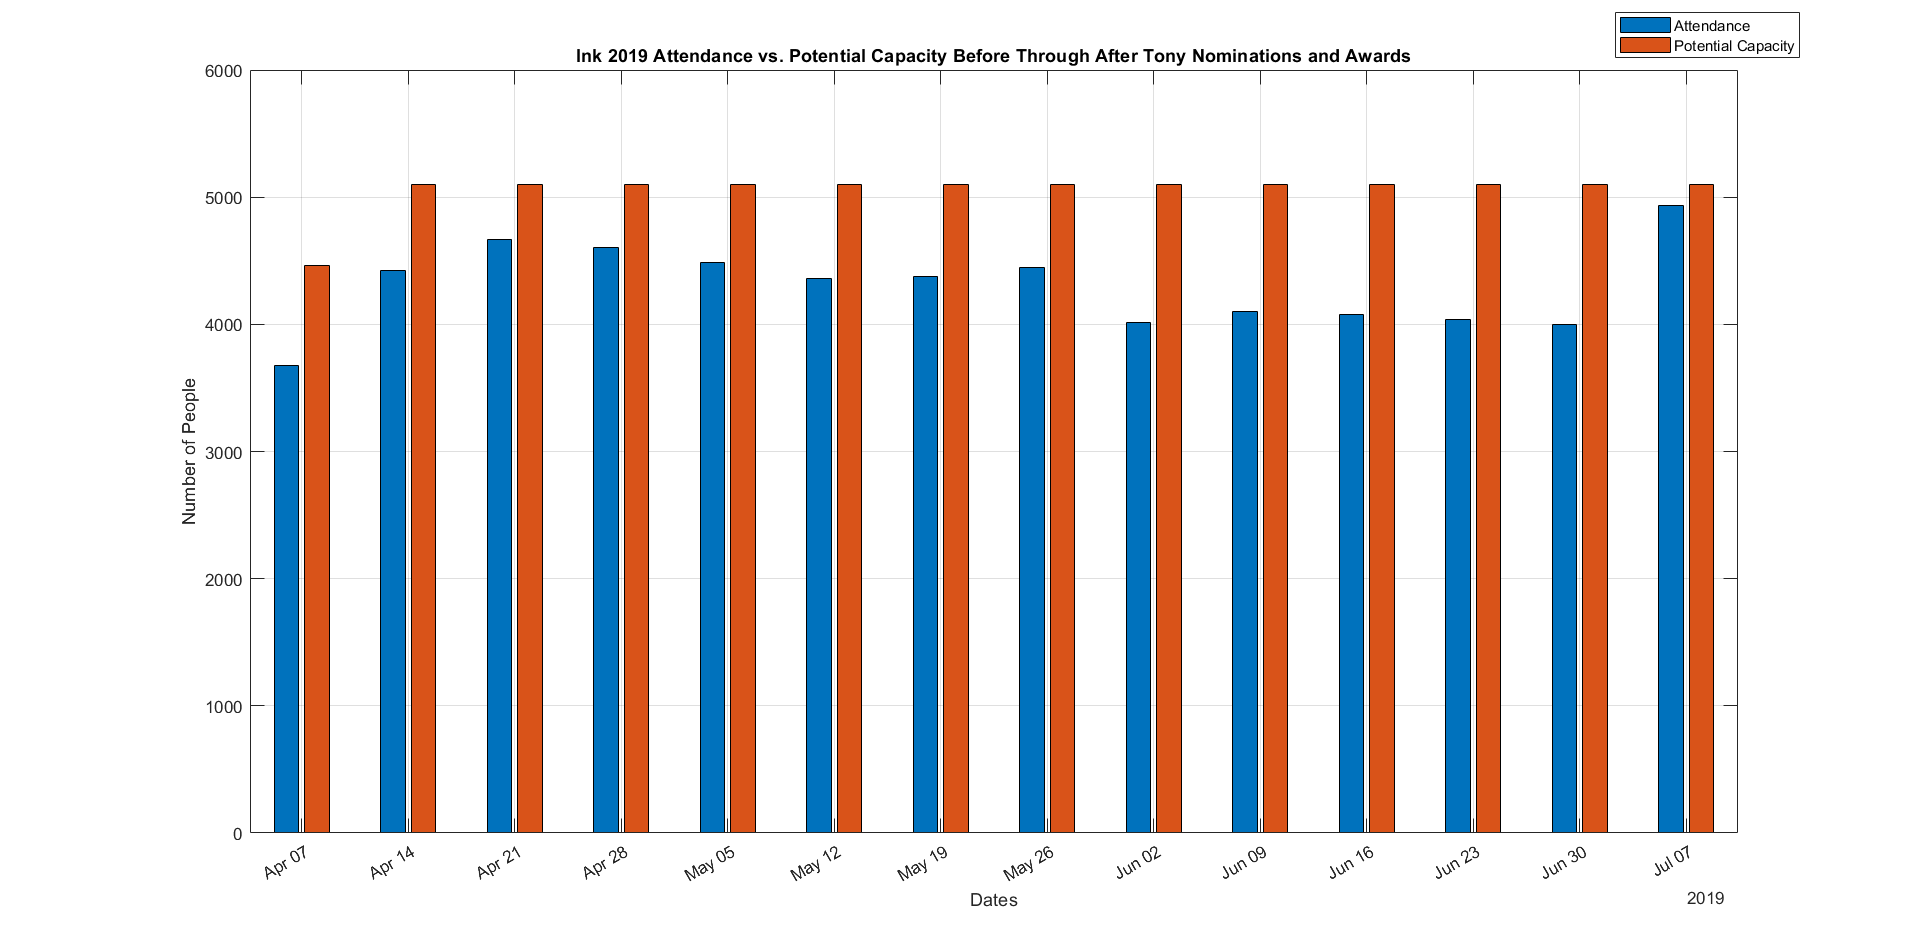 Attendance
Potential Capacity
Ink 2019 Attendance vs. Potential Capacity Before Through After Tony Nominations and Awards
6000
5000
4000
3000
2000
1000
0
Number of People
Apr 07
Apr 14
Apr 21
Apr 28
May 05
May 12
May 19
May 26
Jun 02
Jun 09
Jun 16
Jun 23
Jun 30
Jul 07
Dates
2019